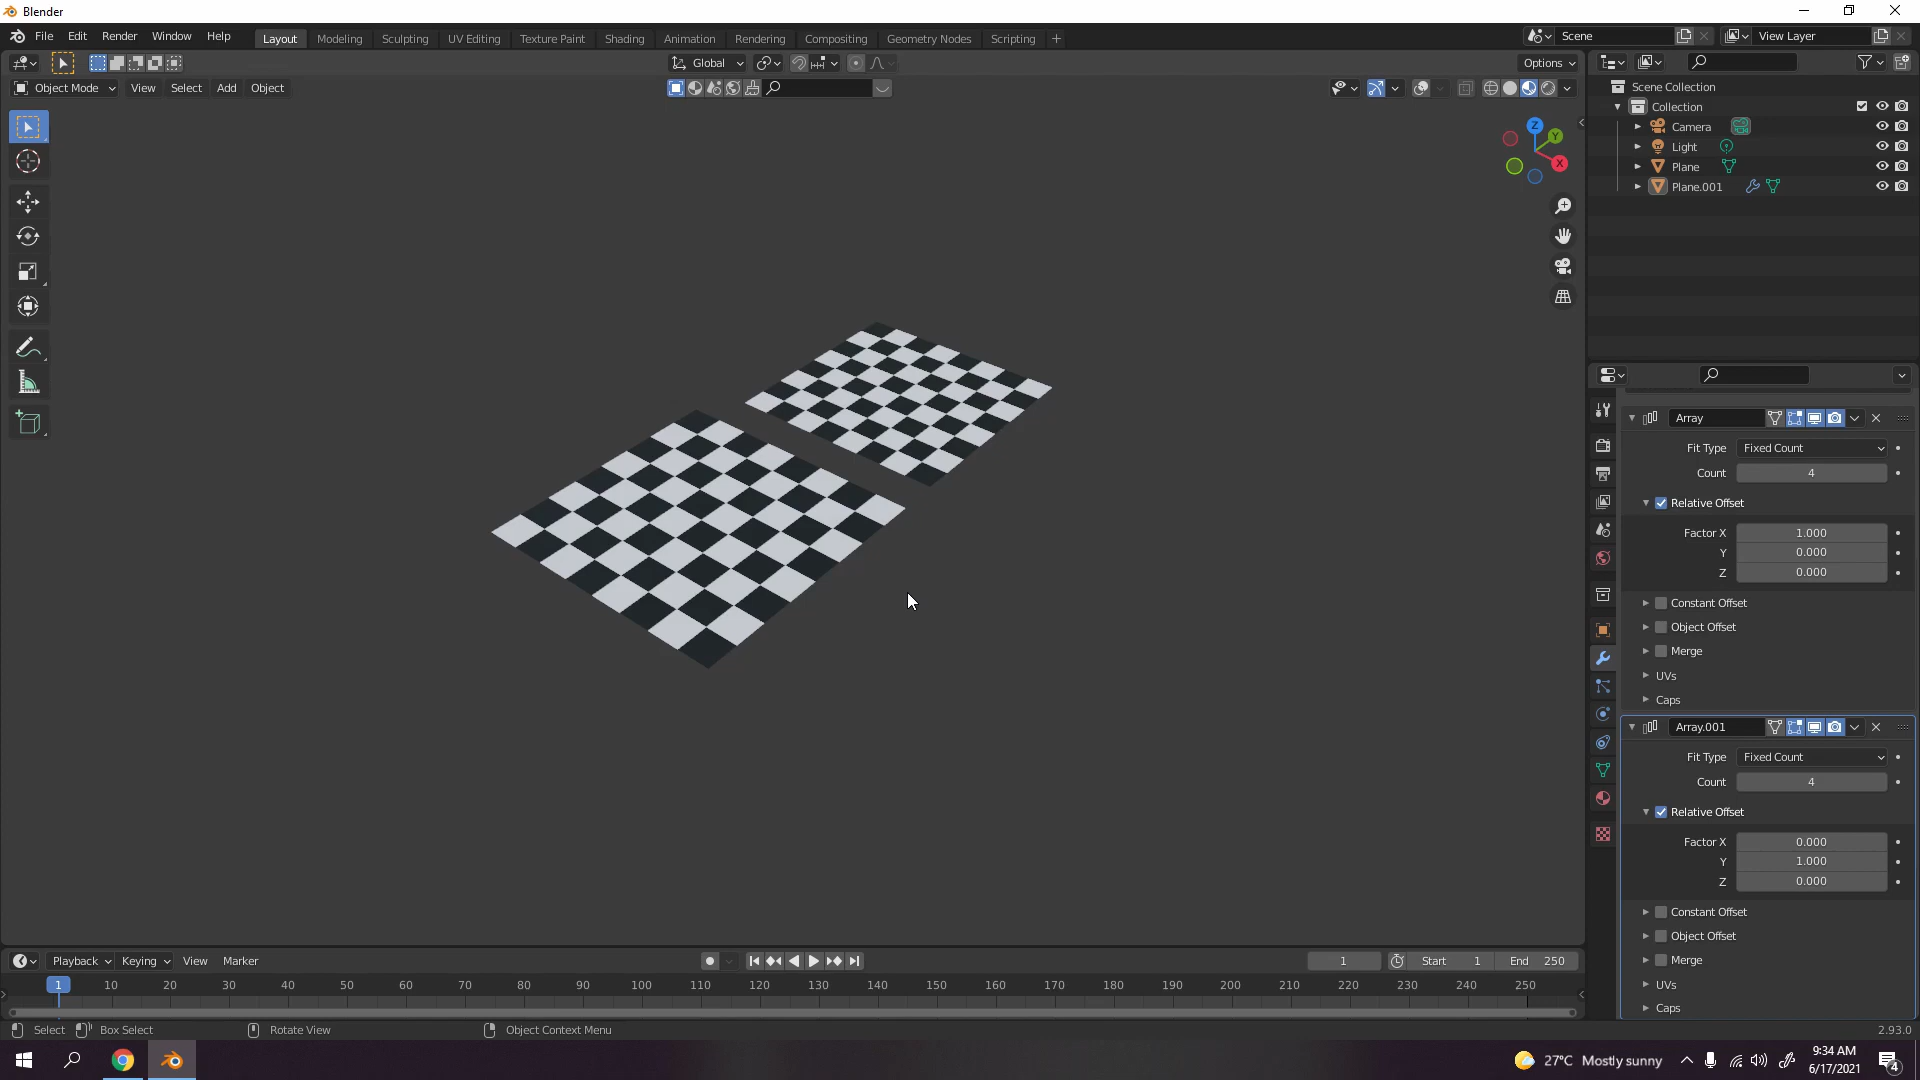 Blender
File Edit Render Window Help
Layout Modeling Sculpting UV Editing Texture Paint Shading Animation Rendering Compositing Geometry Nodes Scripting +
Scene
View Layer
Global
Options
Object Mode View Select Add Object
Scene Collection
Collection
Camera
Light
Plane
Plane.001
Z
Y
X
Array
Fit Type Fixed Count
Count 4
Relative Offset
Factor X 1.000
Y 0.000
Z 0.000
Constant Offset
Object Offset
Merge
UVs
Caps
Array.001
Fit Type Fixed Count
Count 4
Relative Offset
Factor X 0.000
Y 1.000
Z 0.000
Constant Offset
Object Offset
Merge
UVs
Caps
Playback Keying View Marker
1 Start 1 End 250
1 10 20 30 40 50 60 70 80 90 100 110 120 130 140 150 160 170 180 190 200 210 220 230 240 250
Select Box Select Rotate View Object Context Menu
2.93.0
27°C Mostly sunny
9:34 AM
6/17/2021
4